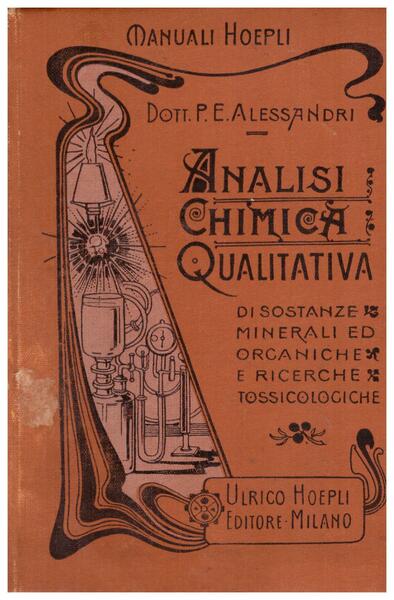 MANUALI HOEPLI
DOTT. P. E. ALESSANDRI
ANALISI
CHIMICA
QUALITATIVA
DI SOSTANZE
MINERALI ED
ORGANICHE
E RICERCHE
TOSSICOLOGICHE
ULRICO HOEPLI
EDITORE · MILANO